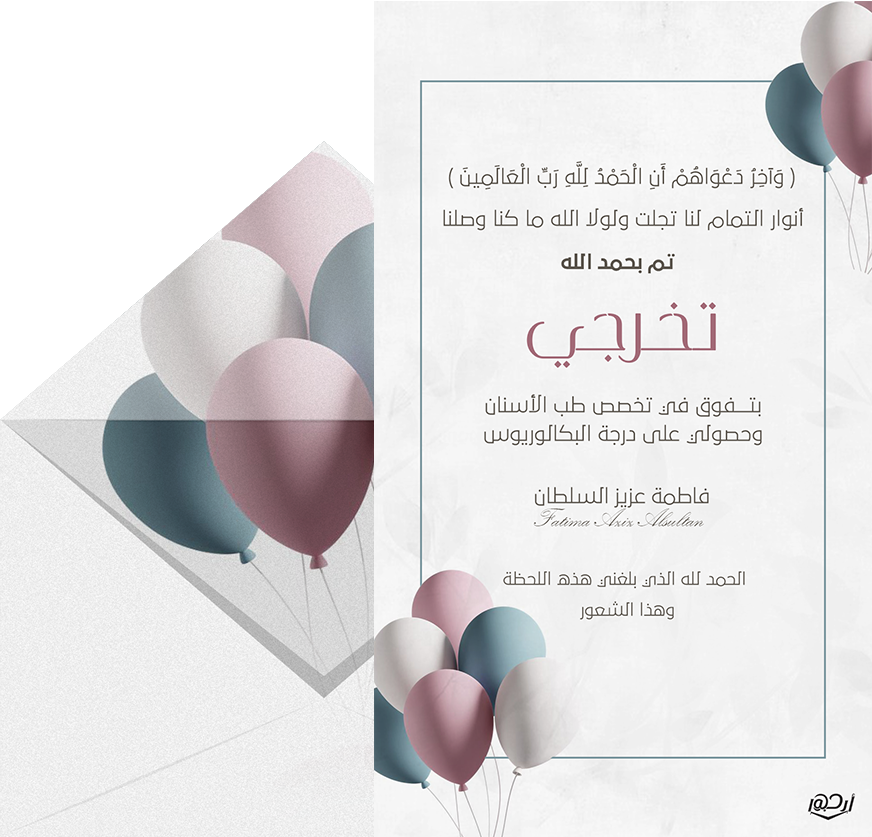 ( وَآخِرُ دَعْوَاهُمْ أَنِ الْحَمْدُ لِلَّهِ رَبِّ الْعَالَمِينَ )
أنوار التمام لنا تجلت ولولا الله ما كنا وصلنا
تم بحمد الله
تخرجي
بتـفوق في تخصص طب الأسنان
وحصولي على درجة البكالوريوس
فاطمة عزيز السلطان
Fatima Aziz Alsultan
الحمد لله الذي بلغني هذه اللحظة
وهذا الشعور